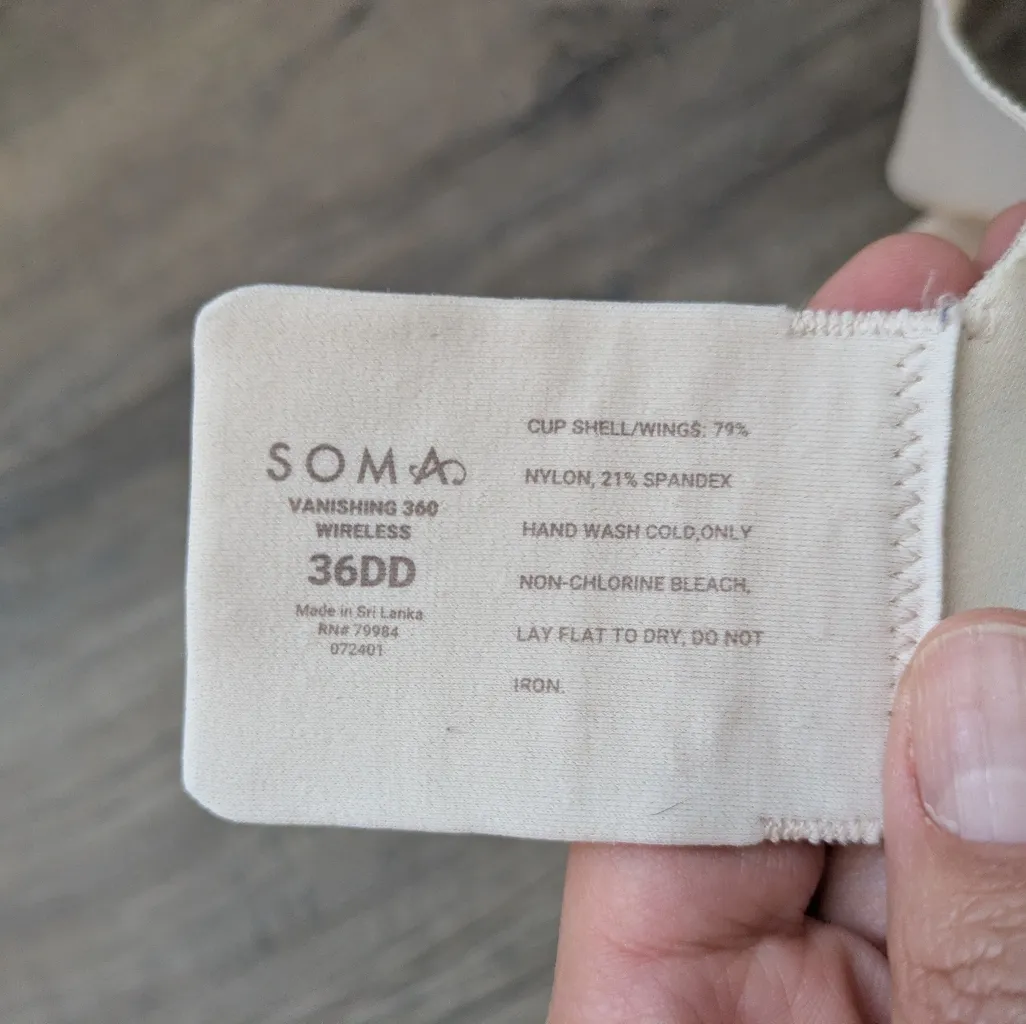 SOMA
VANISHING 360
WIRELESS
36DD
Made in Sri Lanka
RN# 79984
072401
CUP SHELL/WINGS: 79%
NYLON, 21% SPANDEX
HAND WASH COLD,ONLY
NON-CHLORINE BLEACH,
LAY FLAT TO DRY, DO NOT
IRON.